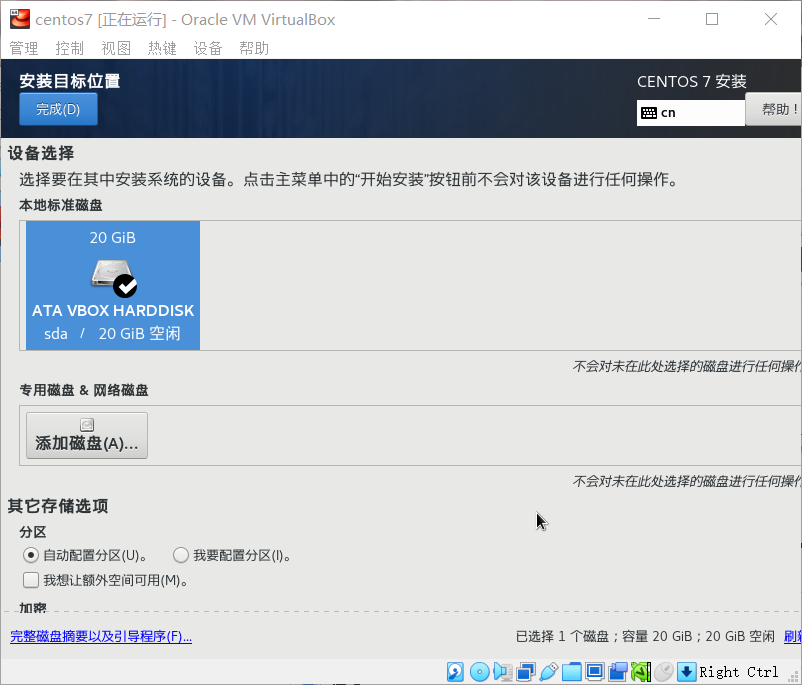 centos7 [正在运行] - Oracle VM VirtualBox
管理 控制 视图 热键 设备 帮助
安装目标位置
CENTOS 7 安装
完成(D)
cn
帮助！
设备选择
选择要在其中安装系统的设备。点击主菜单中的“开始安装”按钮前不会对该设备进行任何操作。
本地标准磁盘
20 GiB
ATA VBOX HARDDISK
sda / 20 GiB 空闲
不会对未在此处选择的磁盘进行任何操作
专用磁盘 & 网络磁盘
添加磁盘(A)...
不会对未在此处选择的磁盘进行任何操作
其它存储选项
分区
自动配置分区(U)。 我要配置分区(I)。
我想让额外空间可用(M)。
加密
完整磁盘摘要以及引导程序(F)...
已选择 1 个磁盘；容量 20 GiB；20 GiB 空闲 刷新
Right Ctrl